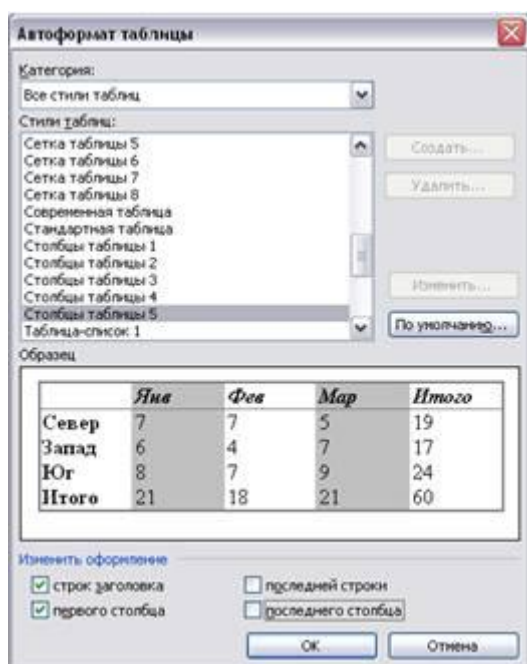 Автоформат таблицы
Категория:
Все стили таблиц
Стили таблиц:
Сетка таблицы 5
Сетка таблицы 6
Сетка таблицы 7
Сетка таблицы 8
Современная таблица
Стандартная таблица
Столбцы таблицы 1
Столбцы таблицы 2
Столбцы таблицы 3
Столбцы таблицы 4
Столбцы таблицы 5
Таблица-список 1
Создать...
Удалить...
Изменить...
По умолчанию...
Образец
Янв Фев Мар Итого
Север 7 7 5 19
Запад 6 4 7 17
Юг 8 7 9 24
Итого 21 18 21 60
Изменить оформление
строк заголовка
последней строки
первого столбца
последнего столбца
ОК
Отмена